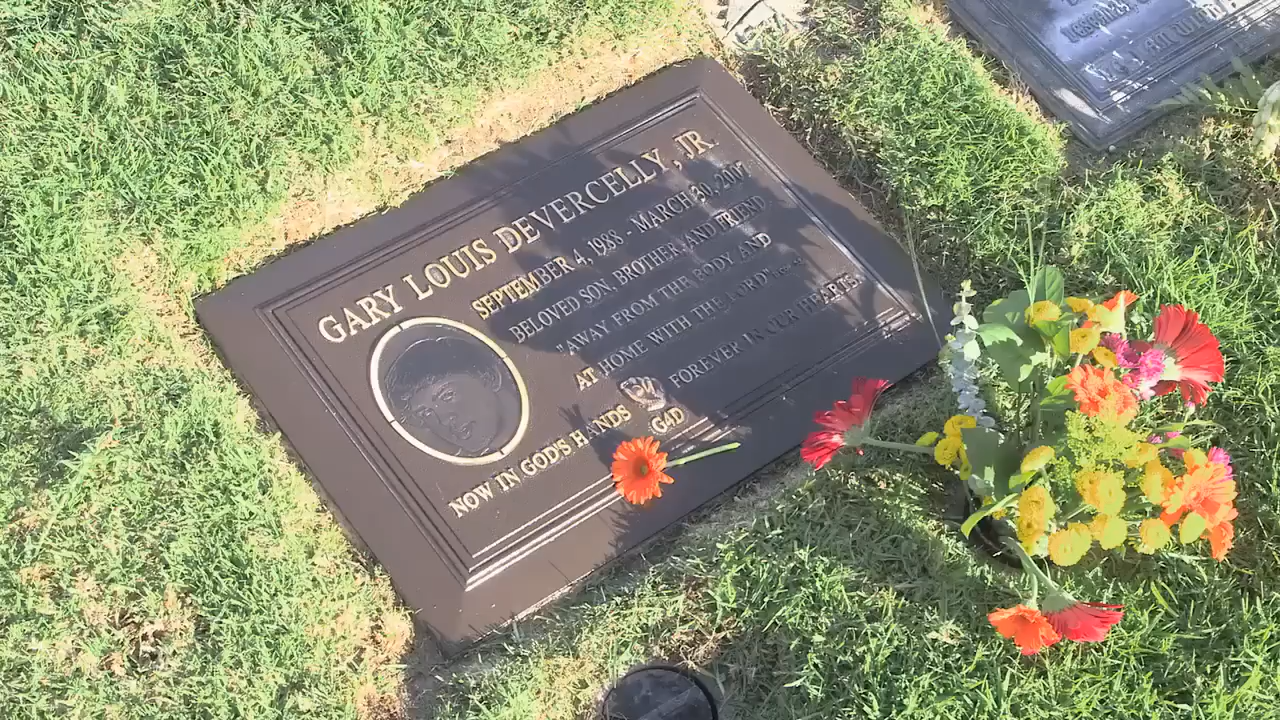 GARY LOUIS DEVERCELLY, JR.
SEPTEMBER 4, 1988 - MARCH 30, 2007
BELOVED SON, BROTHER, AND FRIEND
"AWAY FROM THE BODY AND
AT HOME WITH THE LORD"
NOW IN GOD'S HANDS FOREVER IN OUR HEARTS
G4D